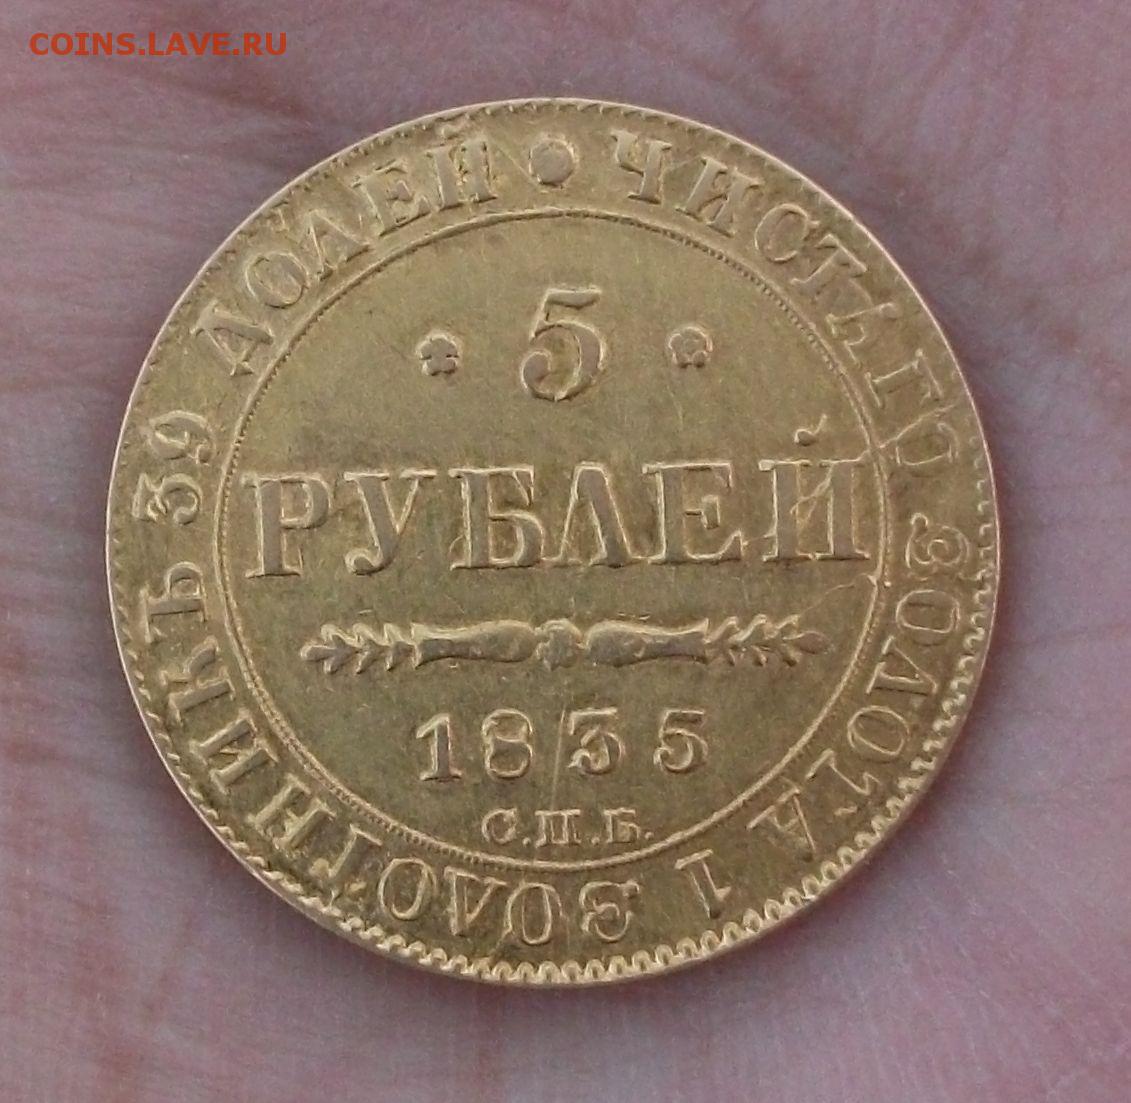 COINS.LAVE.RU
ЧИСТАГО ЗОЛОТА 1 ЗОЛОТНИКЪ 39 ДОЛЕЙ
5
РУБЛЕЙ
1835
С.П.Б.